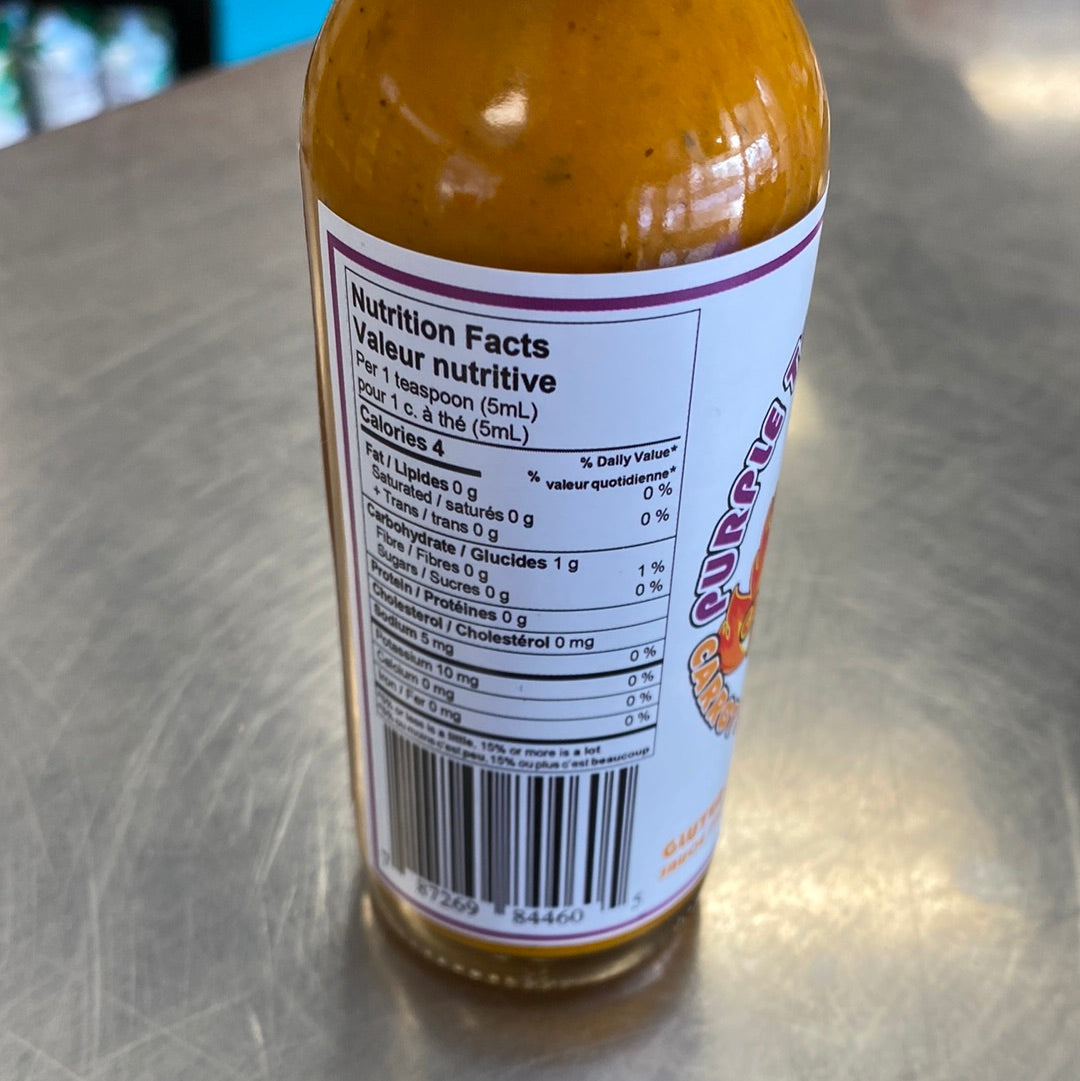 Nutrition Facts
Valeur nutritive
Per 1 teaspoon (5mL)
pour 1 c. à thé (5mL)
Calories 4
% Daily Value*
% valeur quotidienne*
Fat / Lipides 0 g 0 %
Saturated / saturés 0 g 0 %
+ Trans / trans 0 g
Carbohydrate / Glucides 1 g 1 %
Fibre / Fibres 0 g 0 %
Sugars / Sucres 0 g
Protein / Protéines 0 g
Cholesterol / Cholestérol 0 mg
Sodium 5 mg 0 %
Potassium 10 mg 0 %
Calcium 0 mg 0 %
Iron / Fer 0 mg 0 %
or less is a little, 15% or more is a lot
ou moins c'est peu, 15% ou plus c'est beaucoup
87269 84460 5
PURPLE